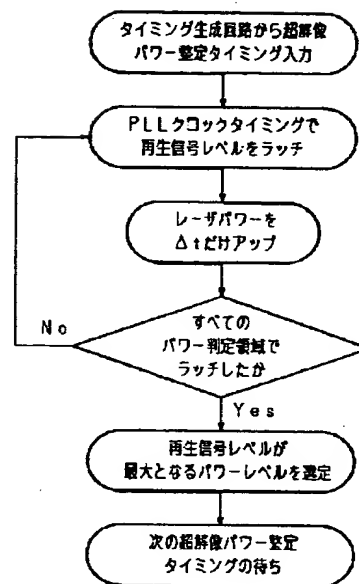 タイミング生成回路から超解像
パワー整定タイミング入力
PLLクロックタイミングで
再生信号レベルをラッチ
レーザパワーを
Δtだけアップ
すべての
パワー判定領域で
ラッチしたか
No
Yes
再生信号レベルが
最大となるパワーレベルを選定
次の超解像パワー整定
タイミングの待ち